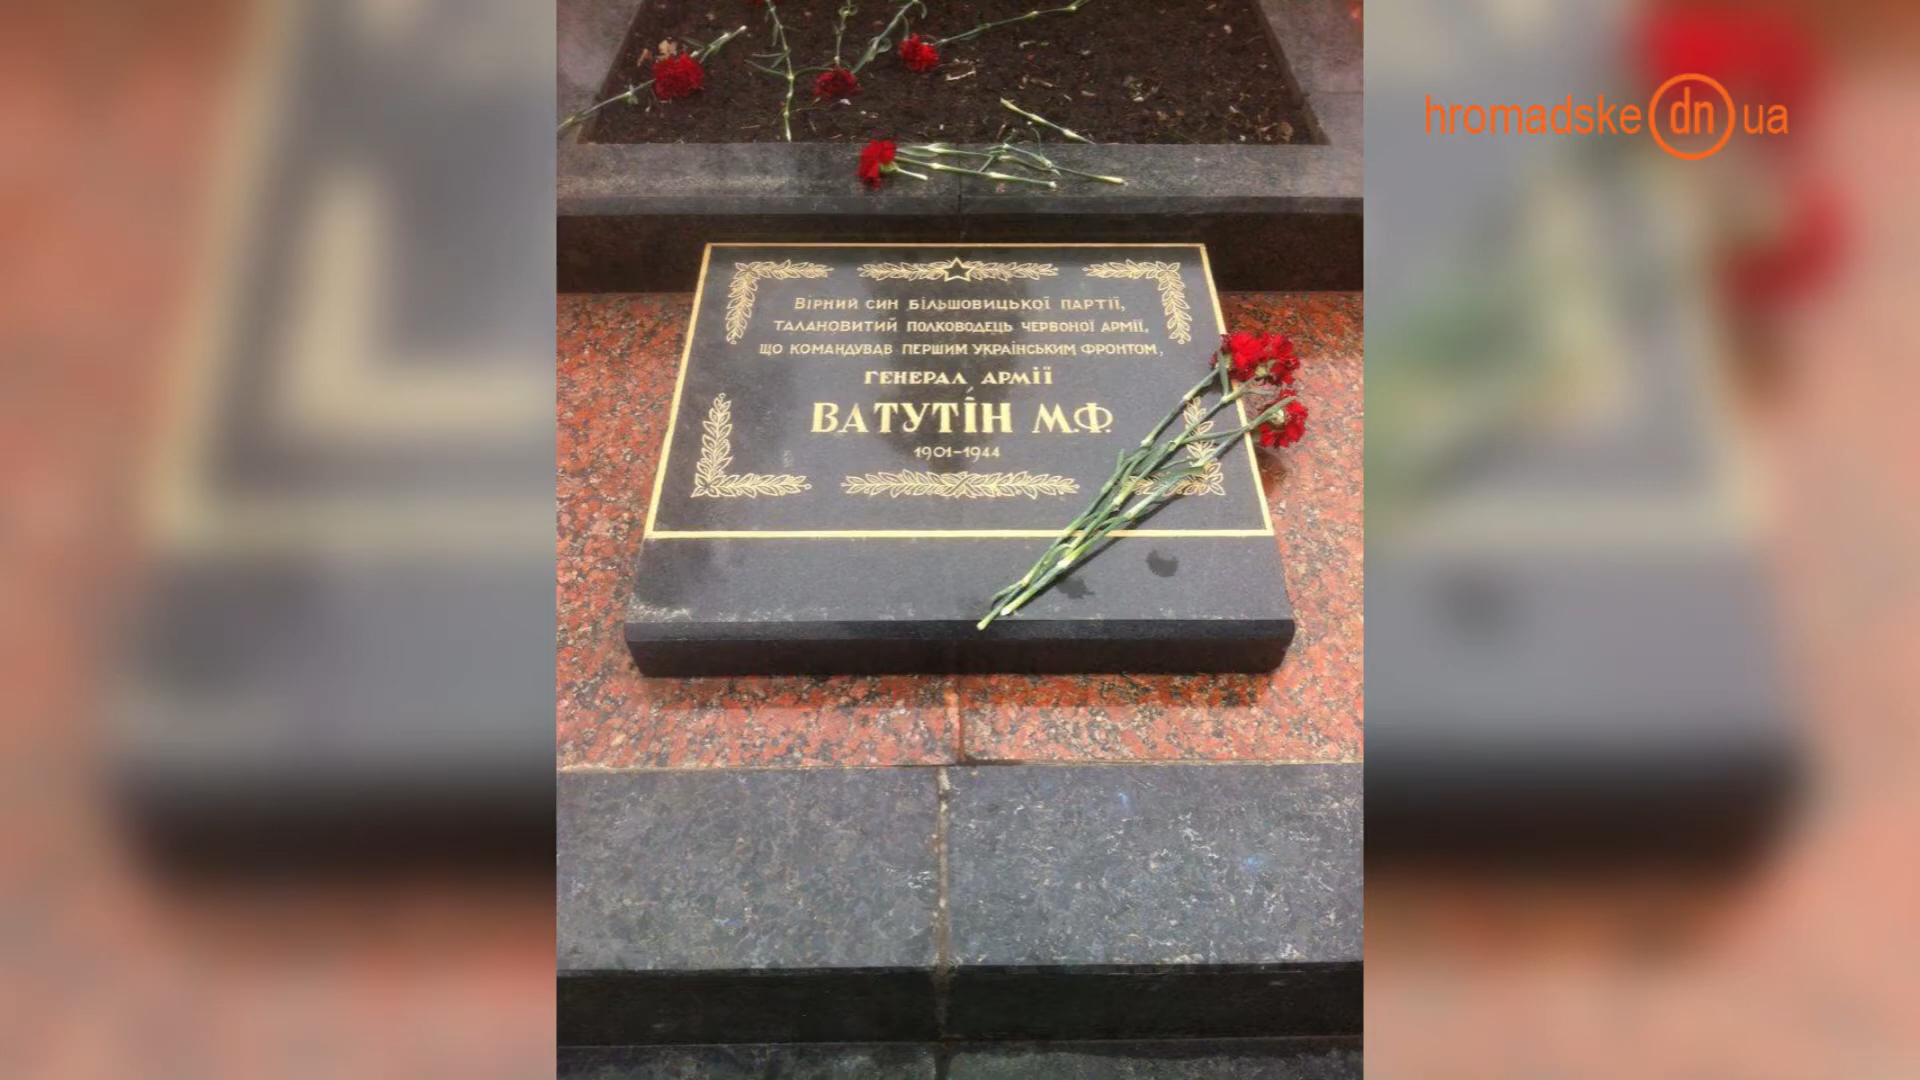 hromadske dn ua
Вірний син більшовицької партії,
талановитий полководець Червоної Армії,
що командував Першим Українським фронтом,
генерал армії
ВАТУТІН М.Ф.
1901-1944